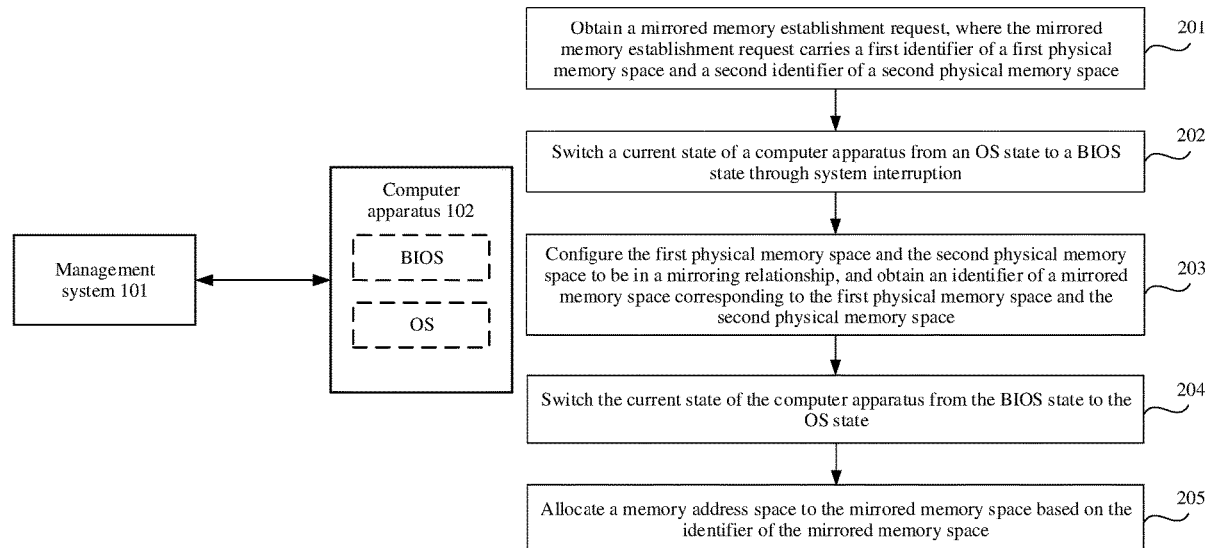 Management
system 101
Computer
apparatus 102
BIOS
OS
Obtain a mirrored memory establishment request, where the mirrored
memory establishment request carries a first identifier of a first physical
memory space and a second identifier of a second physical memory space
201
Switch a current state of a computer apparatus from an OS state to a BIOS
state through system interruption
202
Configure the first physical memory space and the second physical memory
space to be in a mirroring relationship, and obtain an identifier of a mirrored
memory space corresponding to the first physical memory space and the
second physical memory space
203
Switch the current state of the computer apparatus from the BIOS state to the
OS state
204
Allocate a memory address space to the mirrored memory space based on the
identifier of the mirrored memory space
205